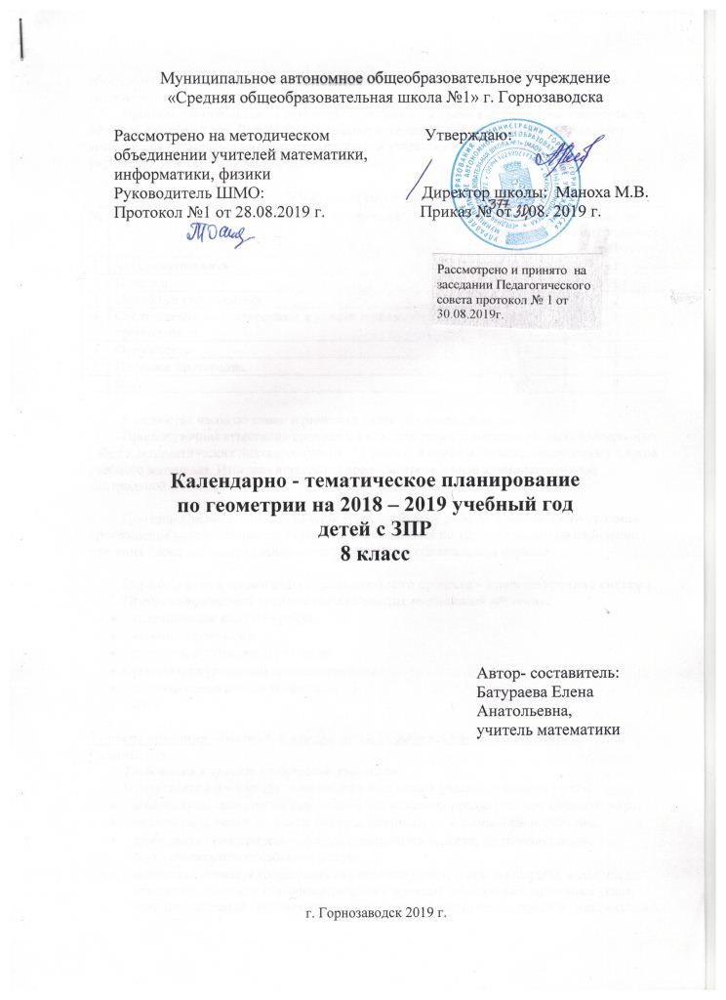 Муниципальное автономное общеобразовательное учреждение
«Средняя общеобразовательная школа №1» г. Горнозаводска
Рассмотрено на методическом
объединении учителей математики,
информатики, физики
Руководитель ШМО:
Протокол №1 от 28.08.2019 г.
Утверждаю:
Директор школы: Маноха М.В.
Приказ № от .08. 2019 г.
Рассмотрено и принято на
заседании Педагогического
совета протокол № 1 от
30.08.2019г.
Календарно - тематическое планирование
по геометрии на 2018 – 2019 учебный год
детей с ЗПР
8 класс
Автор- составитель:
Батураева Елена
Анатольевна,
учитель математики
г. Горнозаводск 2019 г.